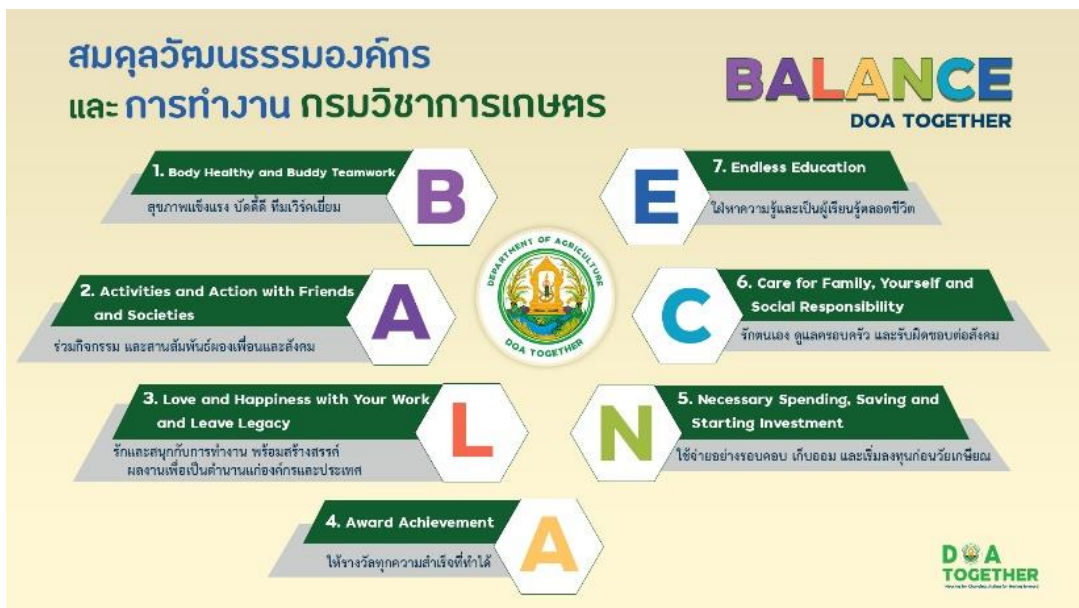 สมดุลวัฒนธรรมองค์กร
และ การทำงาน กรมวิชาการเกษตร
BALANCE
DOA TOGETHER
1. Body Healthy and Buddy Teamwork
สุขภาพแข็งแรง บัดดี้ดี ทีมเวิร์คเยี่ยม
B
2. Activities and Action with Friends
and Societies
ร่วมกิจกรรม และสานสัมพันธ์ผองเพื่อนและสังคม
A
3. Love and Happiness with Your Work
and Leave Legacy
รักและสนุกกับการทำงาน พร้อมสร้างสรรค์
ผลงานเพื่อเป็นตำนานแก่องค์กรและประเทศ
L
4. Award Achievement
ให้รางวัลทุกความสำเร็จที่ทำได้
A
5. Necessary Spending, Saving and
Starting Investment
ใช้จ่ายอย่างรอบคอบ เก็บออม และเริ่มลงทุนก่อนวัยเกษียณ
N
6. Care for Family, Yourself and
Social Responsibility
รักตนเอง ดูแลครอบครัว และรับผิดชอบต่อสังคม
C
7. Endless Education
ใฝ่หาความรู้และเป็นผู้เรียนรู้ตลอดชีวิต
E
DEPARTMENT OF AGRICULTURE
DOA TOGETHER
DOA
TOGETHER